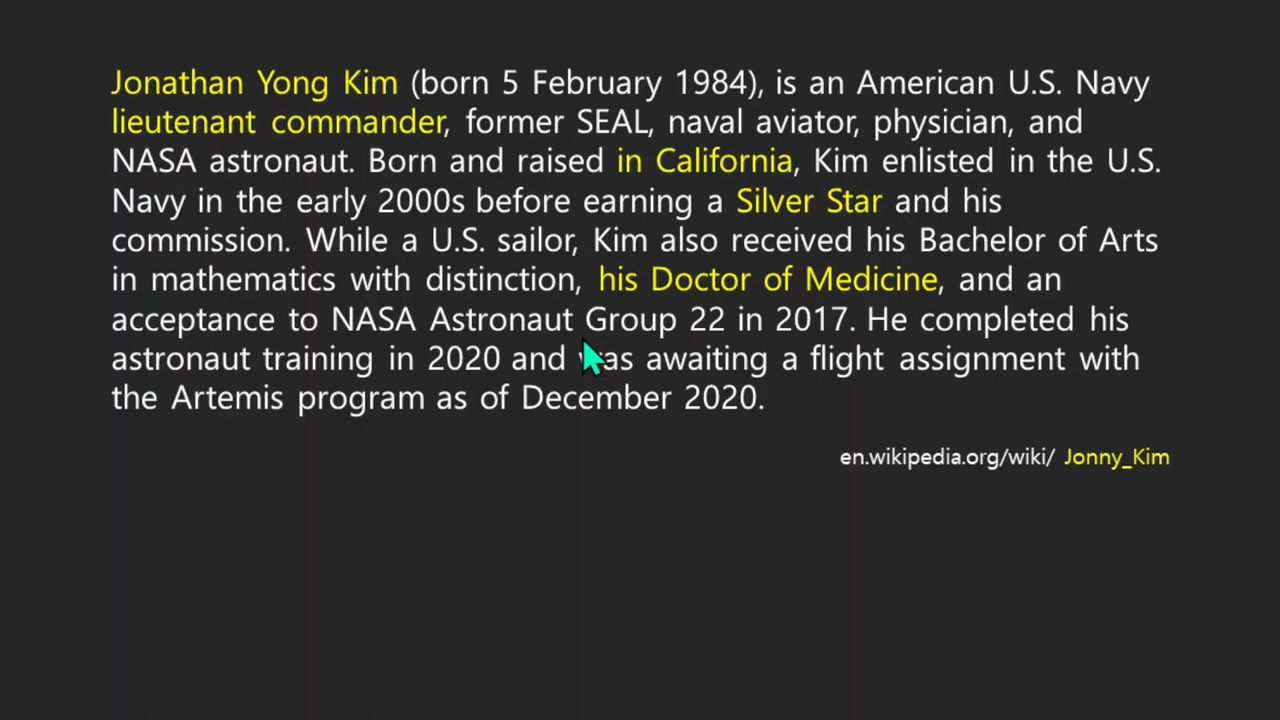 Jonathan Yong Kim (born 5 February 1984), is an American U.S. Navy
lieutenant commander, former SEAL, naval aviator, physician, and
NASA astronaut. Born and raised in California, Kim enlisted in the U.S.
Navy in the early 2000s before earning a Silver Star and his
commission. While a U.S. sailor, Kim also received his Bachelor of Arts
in mathematics with distinction, his Doctor of Medicine, and an
acceptance to NASA Astronaut Group 22 in 2017. He completed his
astronaut training in 2020 and was awaiting a flight assignment with
the Artemis program as of December 2020.
en.wikipedia.org/wiki/ Jonny_Kim